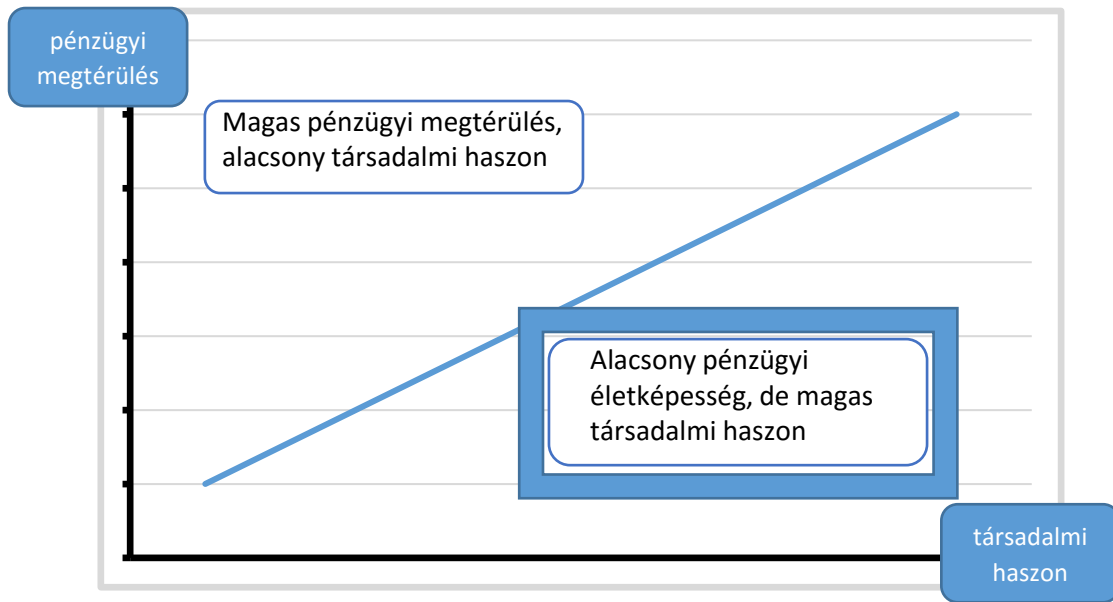 pénzügyi
megtérülés
Magas pénzügyi megtérülés,
alacsony társadalmi haszon
Alacsony pénzügyi
életképesség, de magas
társadalmi haszon
társadalmi
haszon